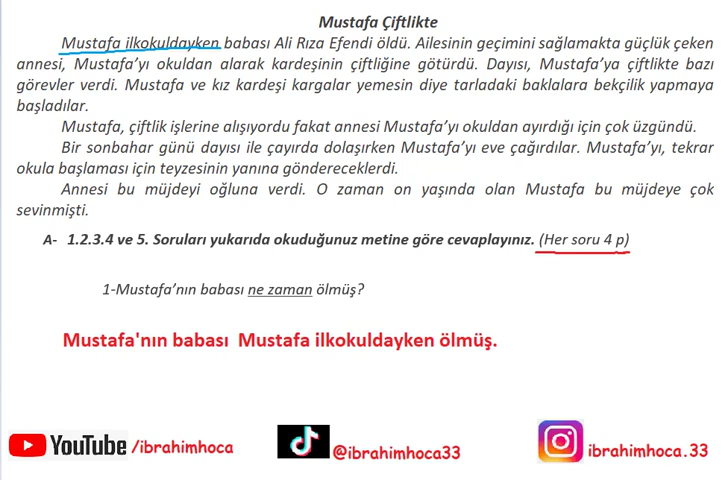 Mustafa Çiftlikte
Mustafa ilkokuldayken babası Ali Rıza Efendi öldü. Ailesinin geçimini sağlamakta güçlük çeken
annesi, Mustafa’yı okuldan alarak kardeşinin çiftliğine götürdü. Dayısı, Mustafa’ya çiftlikte bazı
görevler verdi. Mustafa ve kız kardeşi kargalar yemesin diye tarladaki baklalara bekçilik yapmaya
başladılar.
Mustafa, çiftlik işlerine alışıyordu fakat annesi Mustafa’yı okuldan ayırdığı için çok üzgündü.
Bir sonbahar günü dayısı ile çayırda dolaşırken Mustafa’yı eve çağırdılar. Mustafa’yı, tekrar
okula başlaması için teyzesinin yanına göndereceklerdi.
Annesi bu müjdeyi oğluna verdi. O zaman on yaşında olan Mustafa bu müjdeye çok
sevinmişti.
A- 1.2.3.4 ve 5. Soruları yukarıda okuduğunuz metine göre cevaplayınız. (Her soru 4 p)
1-Mustafa’nın babası ne zaman ölmüş?
Mustafa'nın babası Mustafa ilkokuldayken ölmüş.
YouTube /ibrahimhoca @ibrahimhoca33 ibrahimhoca.33